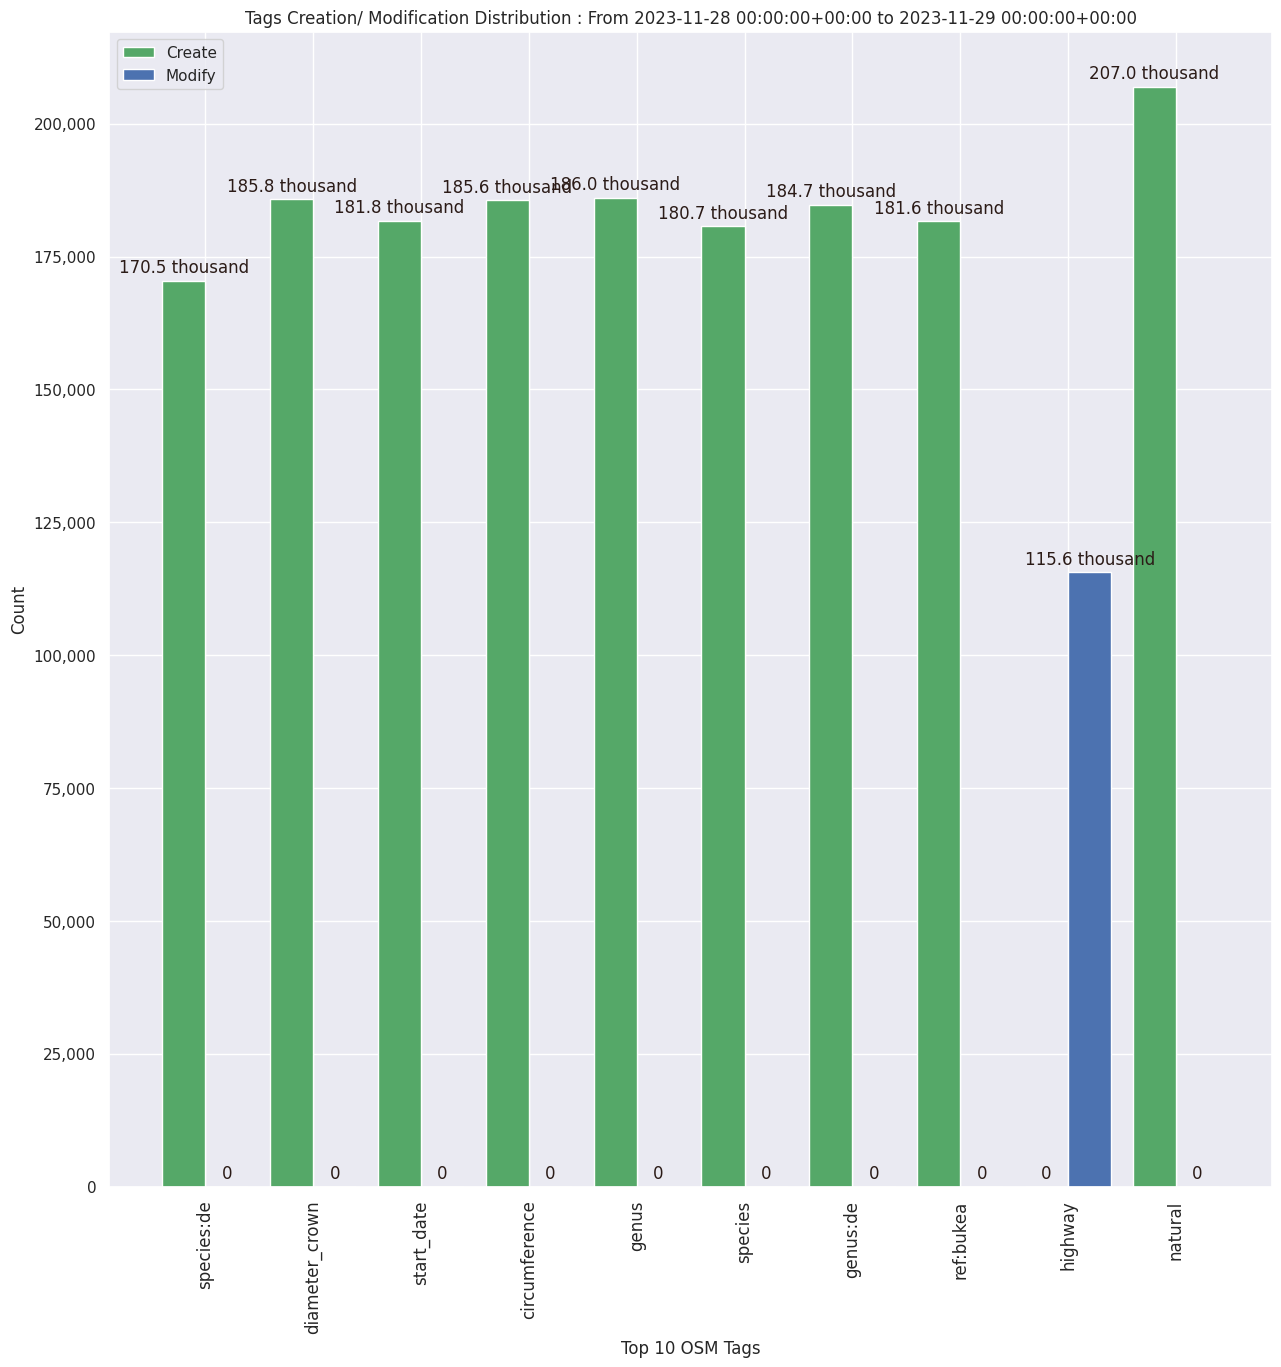 Tags Creation/ Modification Distribution : From 2023-11-28 00:00:00+00:00 to 2023-11-29 00:00:00+00:00
Create
Modify
207.0 thousand
185.8 thousand
185.6 thousand
186.0 thousand
184.7 thousand
181.8 thousand
180.7 thousand
181.6 thousand
170.5 thousand
115.6 thousand
200,000
175,000
150,000
125,000
100,000
75,000
50,000
25,000
0
Count
0 0 0 0 0 0 0 0 0 0
species:de
diameter_crown
start_date
circumference
genus
species
genus:de
ref:bukea
highway
natural
Top 10 OSM Tags